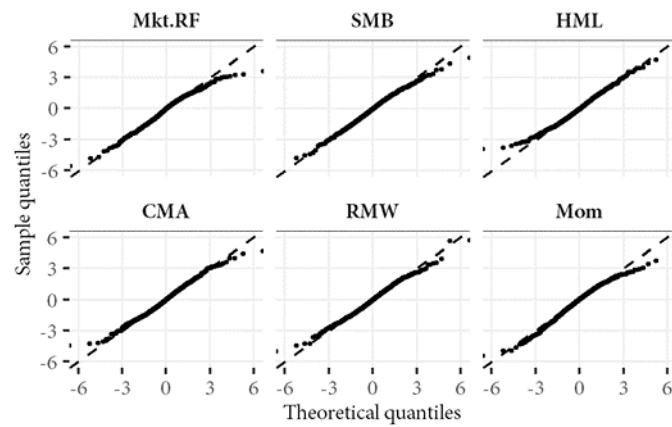 Mkt.RF SMB HML
6
3
0
-3
-6
CMA RMW Mom
6
3
0
-3
-6
-6 -3 0 3 6 -6 -3 0 3 6 -6 -3 0 3 6
Sample quantiles
Theoretical quantiles